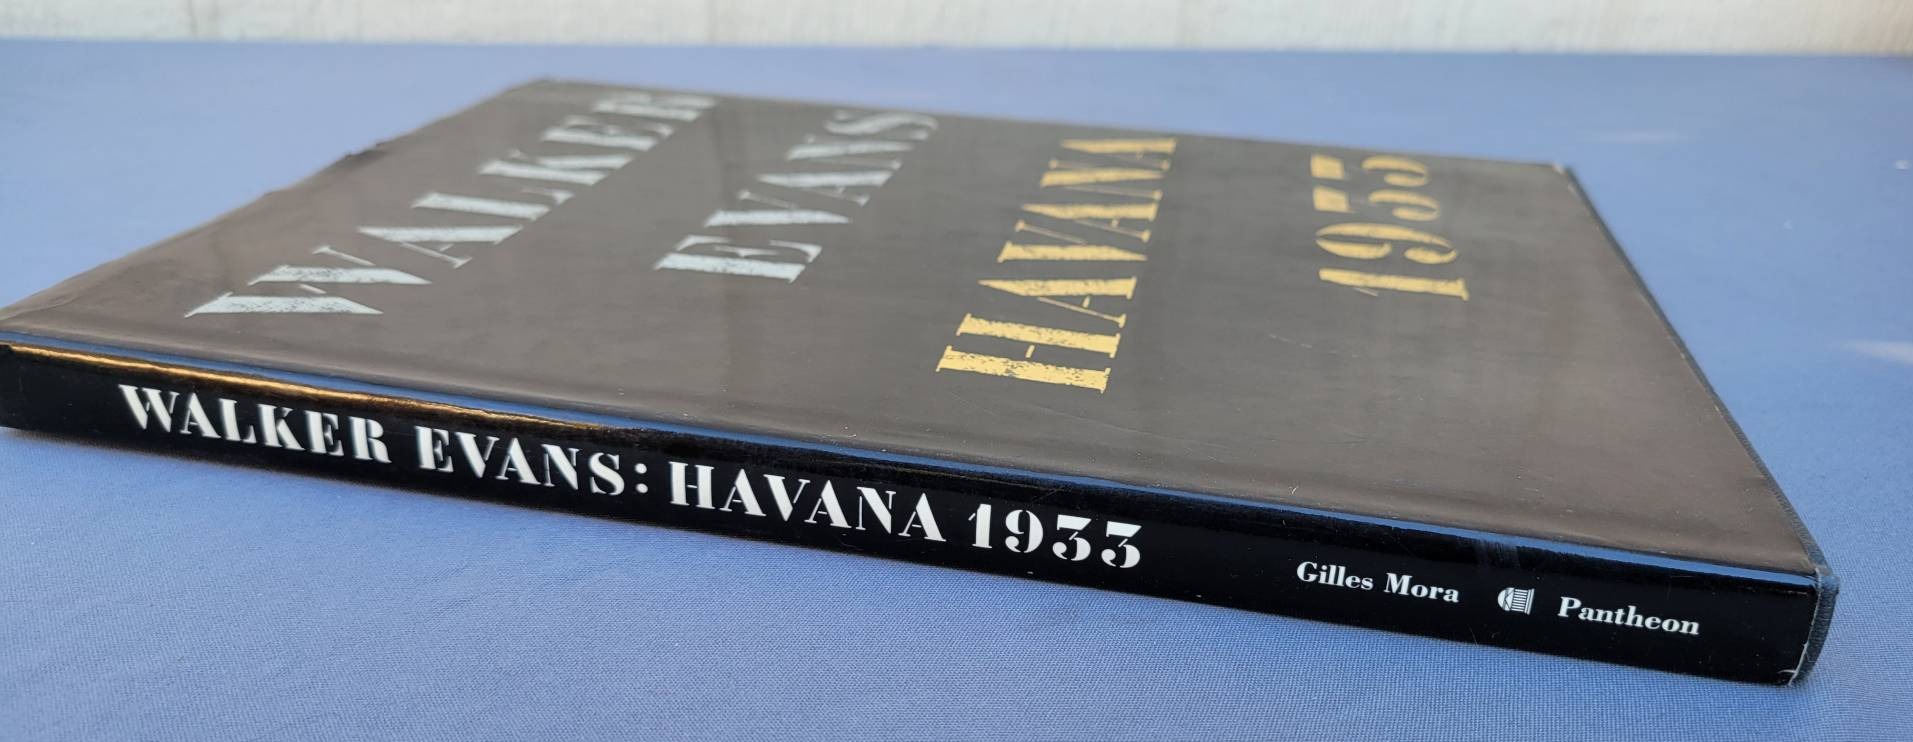 WALKER
EVANS
HAVANA
1933
WALKER EVANS: HAVANA 1933
Gilles Mora
Pantheon